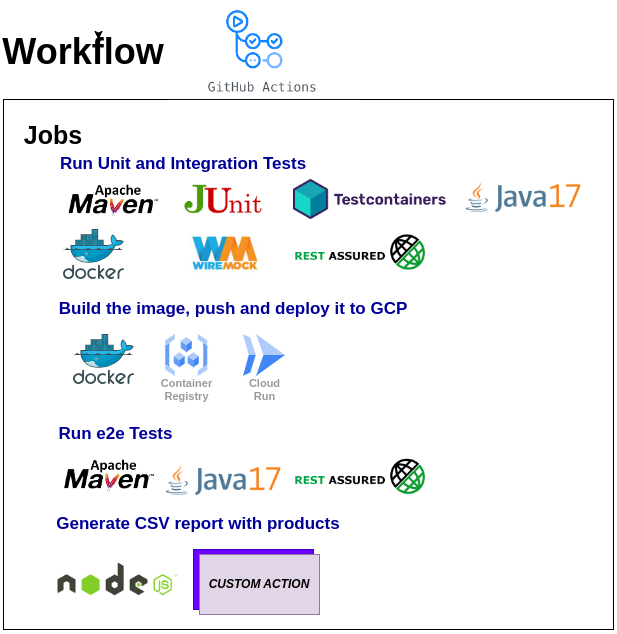 Workflow
GitHub Actions
Jobs
Run Unit and Integration Tests
Apache
Maven™
JUnit
Testcontainers
Java17
docker
WM
WIREMOCK
REST ASSURED
Build the image, push and deploy it to GCP
docker
Container
Registry
Cloud
Run
Run e2e Tests
Apache
Maven™
Java17
REST ASSURED
Generate CSV report with products
node
JS
CUSTOM ACTION